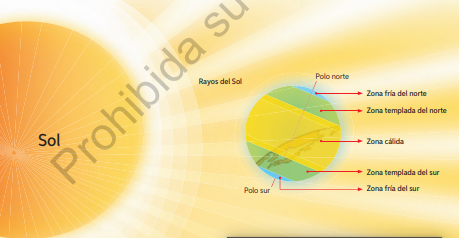 Prohibida su
Rayos del Sol
Polo norte
Zona fría del norte
Zona templada del norte
Sol
Zona cálida
Zona templada del sur
Polo sur
Zona fría del sur